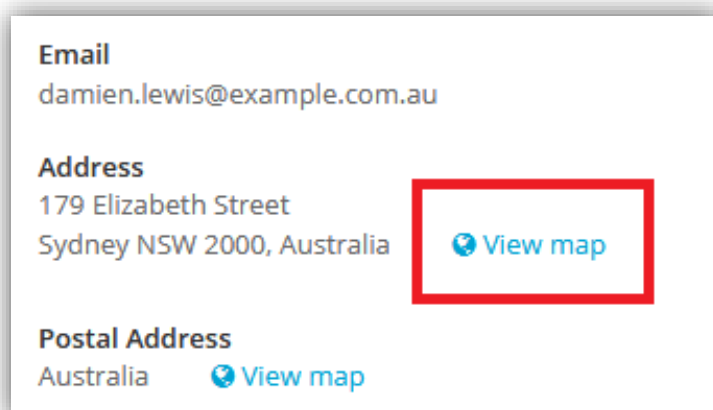 Email
damien.lewis@example.com.au
Address
179 Elizabeth Street
Sydney NSW 2000, Australia View map
Postal Address
Australia View map